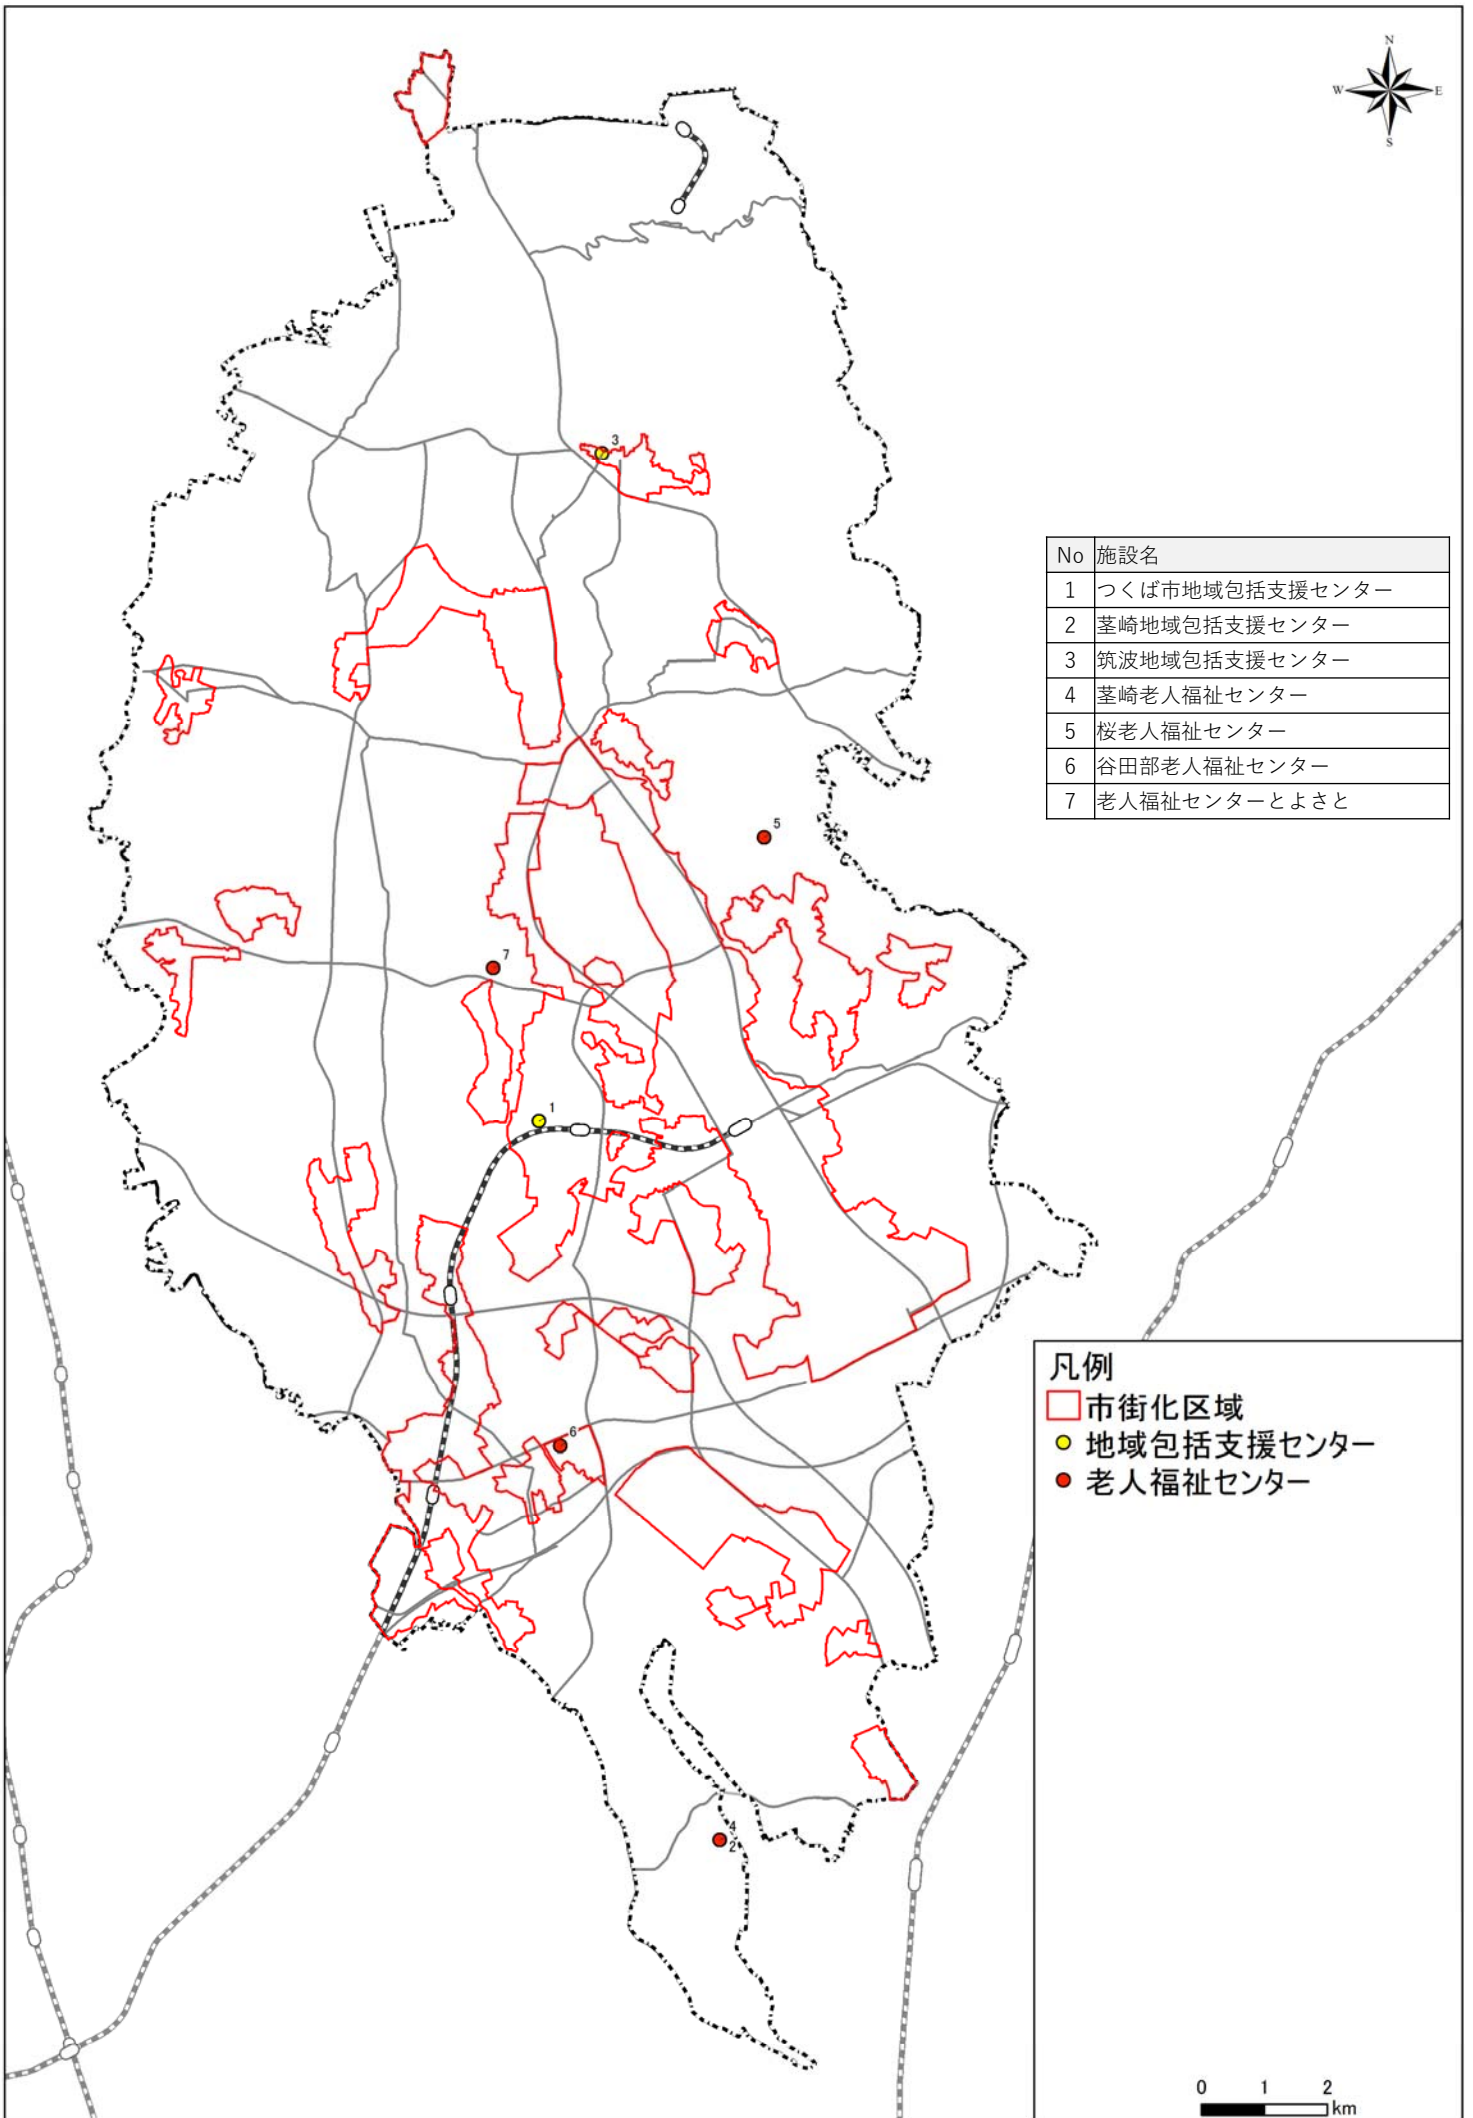 N
W
E
S
3
No 施設名
1 つくば市地域包括支援センター
2 茎崎地域包括支援センター
3 筑波地域包括支援センター
4 茎崎老人福祉センター
5 桜老人福祉センター
6 谷田部老人福祉センター
7 老人福祉センターとよさと
5
7
1
凡例
市街化区域
地域包括支援センター
老人福祉センター
6
4
2
0 1 2
km